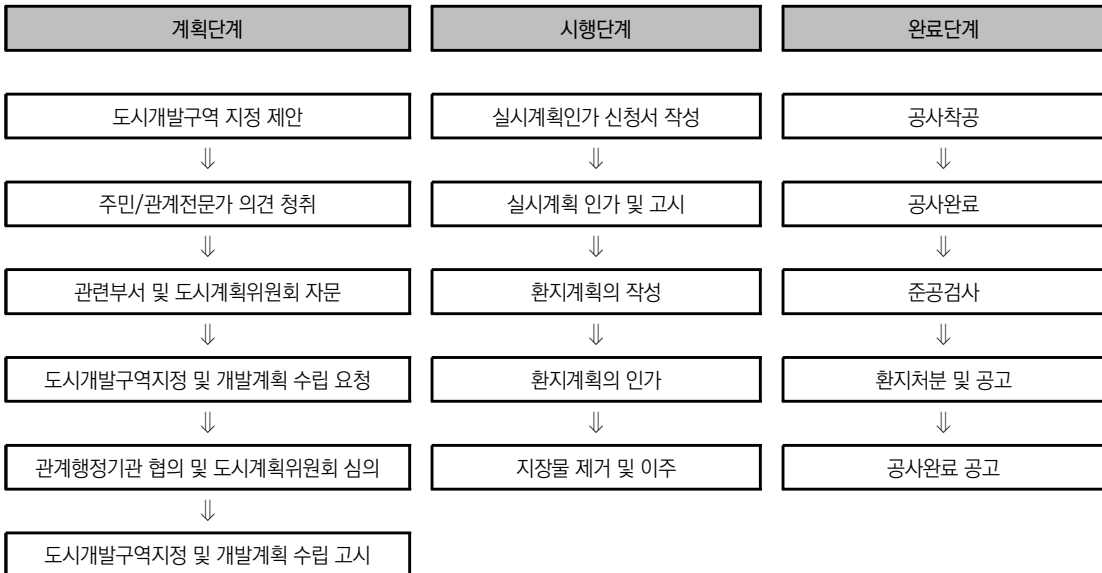 계획단계
도시개발구역 지정 제안
⇓
주민/관계전문가 의견 청취
⇓
관련부서 및 도시계획위원회 자문
⇓
도시개발구역지정 및 개발계획 수립 요청
⇓
관계행정기관 협의 및 도시계획위원회 심의
⇓
도시개발구역지정 및 개발계획 수립 고시
시행단계
실시계획인가 신청서 작성
⇓
실시계획 인가 및 고시
⇓
환지계획의 작성
⇓
환지계획의 인가
⇓
지장물 제거 및 이주
완료단계
공사착공
⇓
공사완료
⇓
준공검사
⇓
환지처분 및 공고
⇓
공사완료 공고